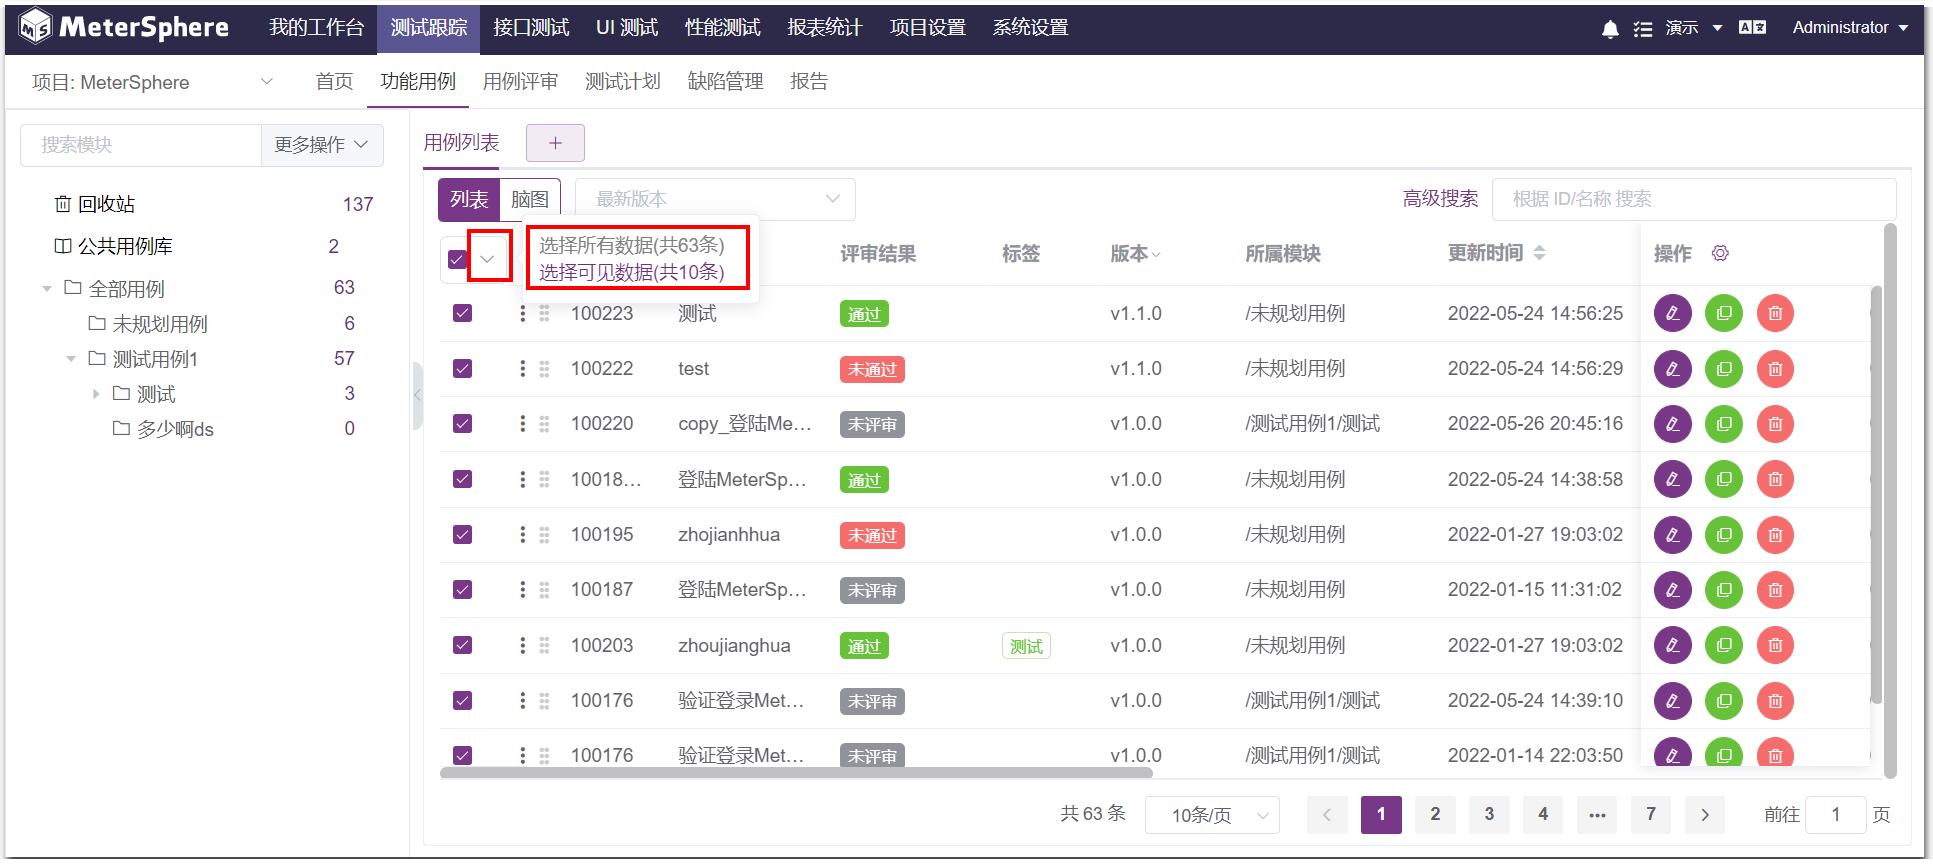 MeterSphere 我的工作台 测试跟踪 接口测试 UI 测试 性能测试 报表统计 项目设置 系统设置 演示 Administrator
项目: MeterSphere 首页 功能用例 用例评审 测试计划 缺陷管理 报告
搜索模块 更多操作
回收站 137
公共用例库 2
全部用例 63
未规划用例 6
测试用例1 57
测试 3
多少啊ds 0
用例列表 +
列表 脑图 最新版本 高级搜索 根据 ID/名称 搜索
选择所有数据(共63条)
选择可见数据(共10条)
评审结果 标签 版本 所属模块 更新时间 操作
100223 测试 通过 v1.1.0 /未规划用例 2022-05-24 14:56:25
100222 test 未通过 v1.1.0 /未规划用例 2022-05-24 14:56:29
100220 copy_登陆Me... 未评审 v1.0.0 /测试用例1/测试 2022-05-26 20:45:16
10018... 登陆MeterSp... 通过 v1.0.0 /未规划用例 2022-05-24 14:38:58
100195 zhojianhhua 未通过 v1.0.0 /未规划用例 2022-01-27 19:03:02
100187 登陆MeterSp... 未评审 v1.0.0 /未规划用例 2022-01-15 11:31:02
100203 zhoujianghua 通过 测试 v1.0.0 /未规划用例 2022-01-27 19:03:02
100176 验证登录Met... 未评审 v1.0.0 /测试用例1/测试 2022-05-24 14:39:10
100176 验证登录Met... 未评审 v1.0.0 /测试用例1/测试 2022-01-14 22:03:50
共 63 条 10条/页 1 2 3 4 ... 7 前往 1 页